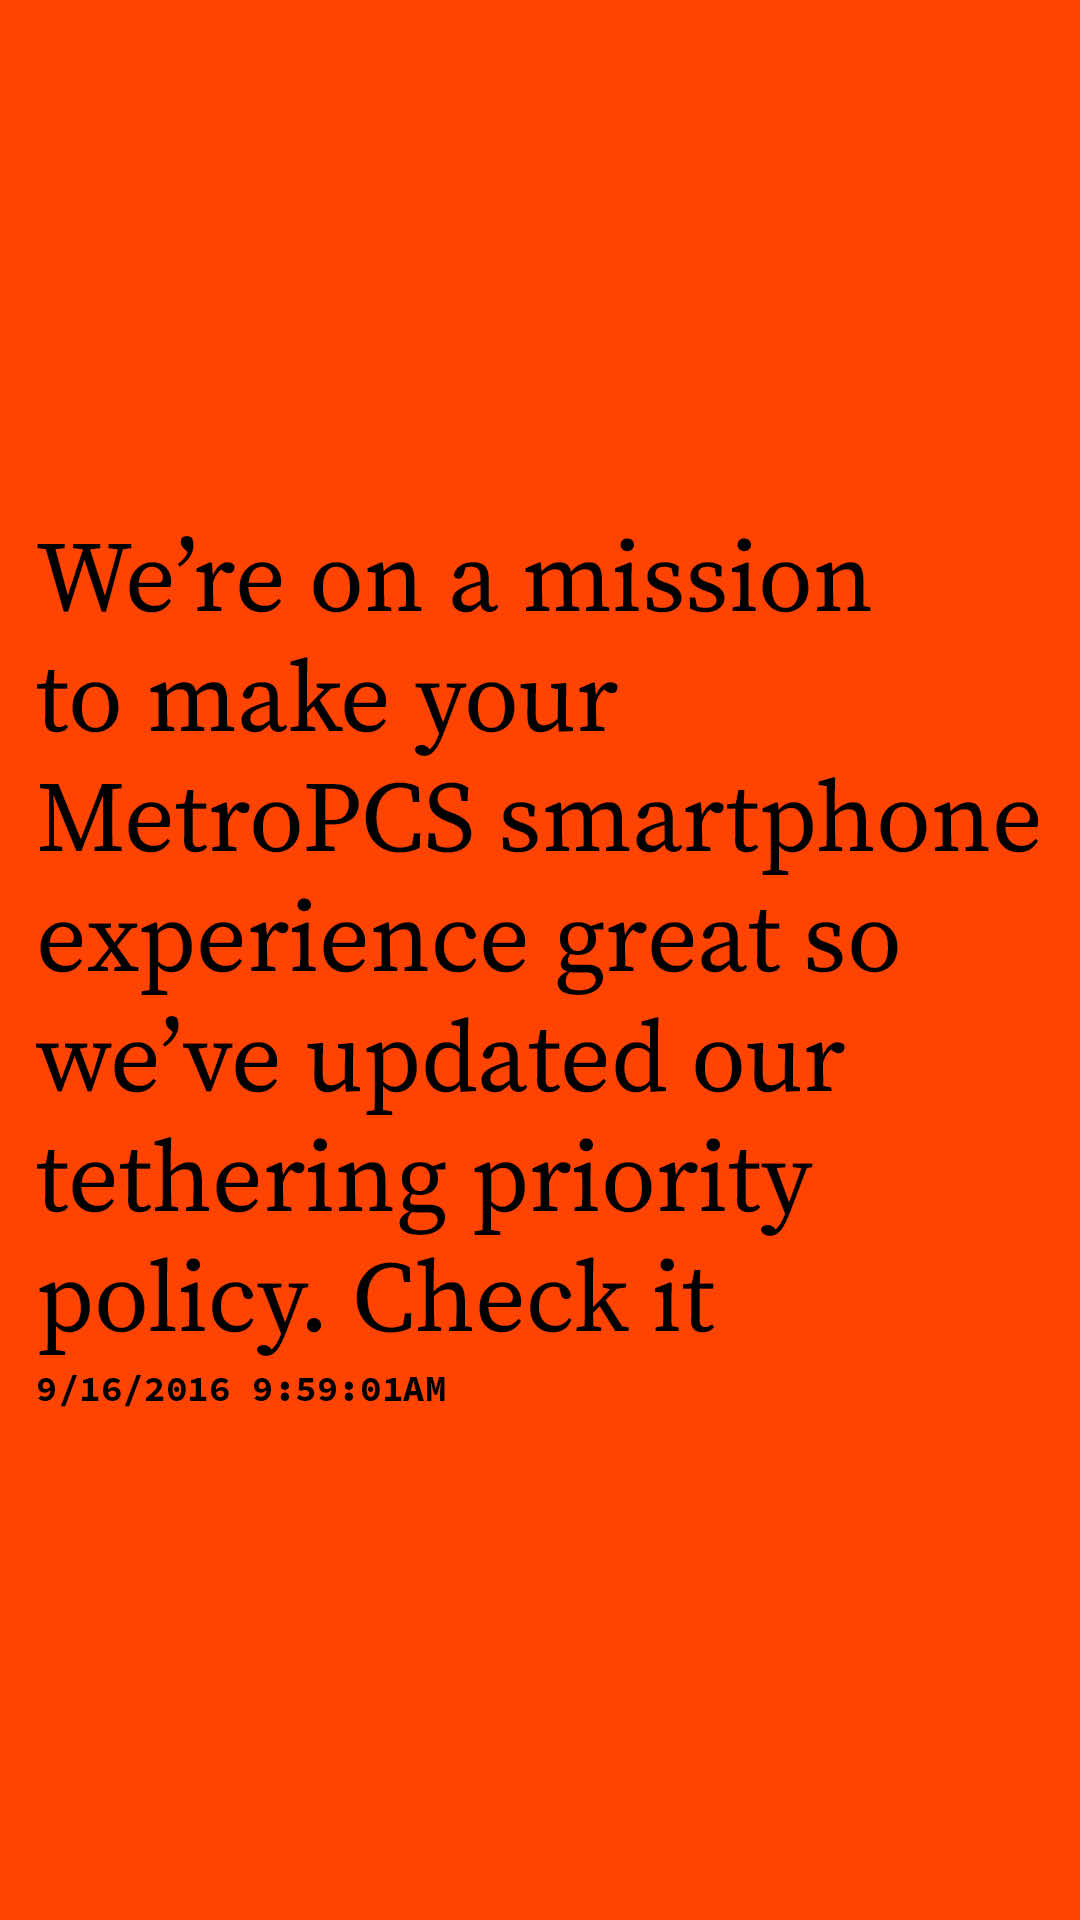 We’re on a mission
to make your
MetroPCS smartphone
experience great so
we’ve updated our
tethering priority
policy. Check it
9/16/2016 9:59:01AM